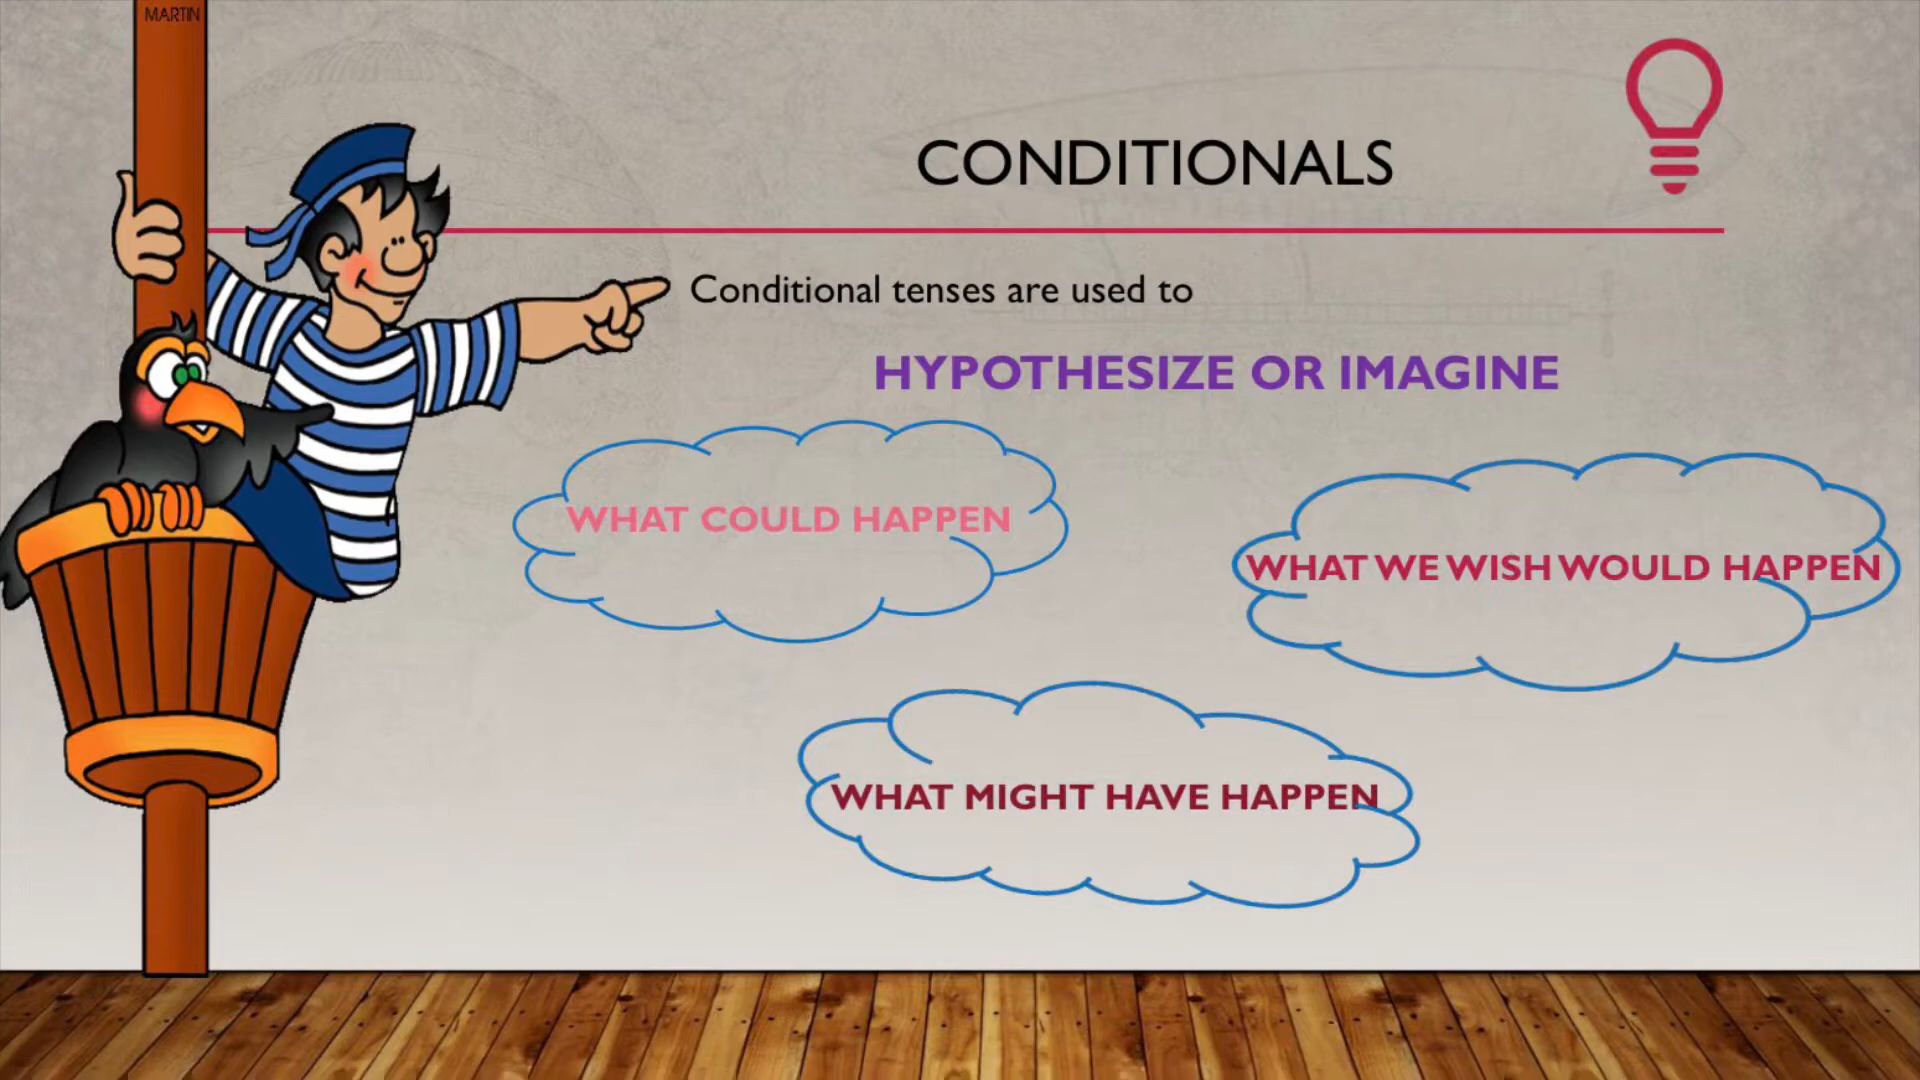 MARTIN
CONDITIONALS
Conditional tenses are used to
HYPOTHESIZE OR IMAGINE
WHAT COULD HAPPEN
WHAT WE WISH WOULD HAPPEN
WHAT MIGHT HAVE HAPPEN